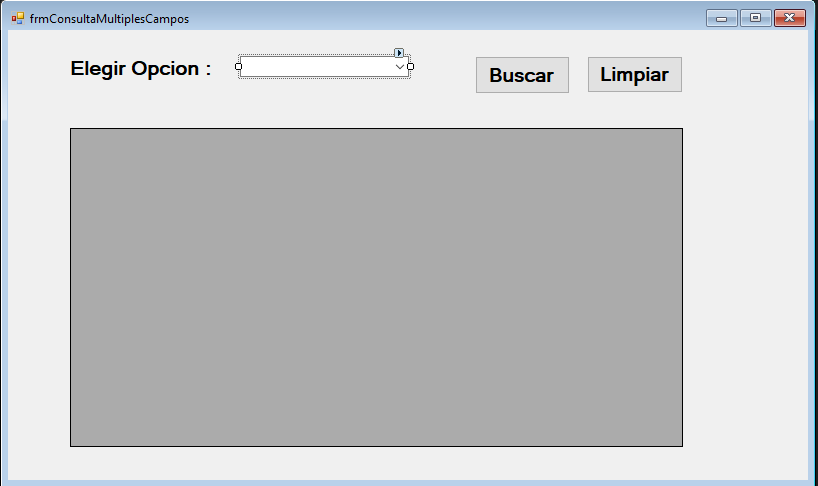 frmConsultaMultiplesCampos
Elegir Opcion :
Buscar
Limpiar